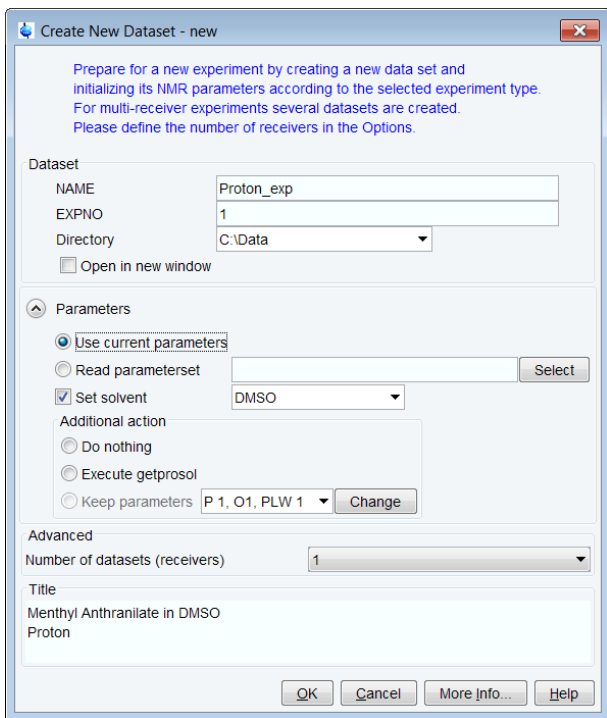 Create New Dataset - new
Prepare for a new experiment by creating a new data set and
initializing its NMR parameters according to the selected experiment type.
For multi-receiver experiments several datasets are created.
Please define the number of receivers in the Options.
Dataset
NAME Proton_exp
EXPNO 1
Directory C:\Data
Open in new window
Parameters
Use current parameters
Read parameterset Select
Set solvent DMSO
Additional action
Do nothing
Execute getprosol
Keep parameters P 1, O1, PLW 1 Change
Advanced
Number of datasets (receivers) 1
Title
Menthyl Anthranilate in DMSO
Proton
OK Cancel More Info... Help